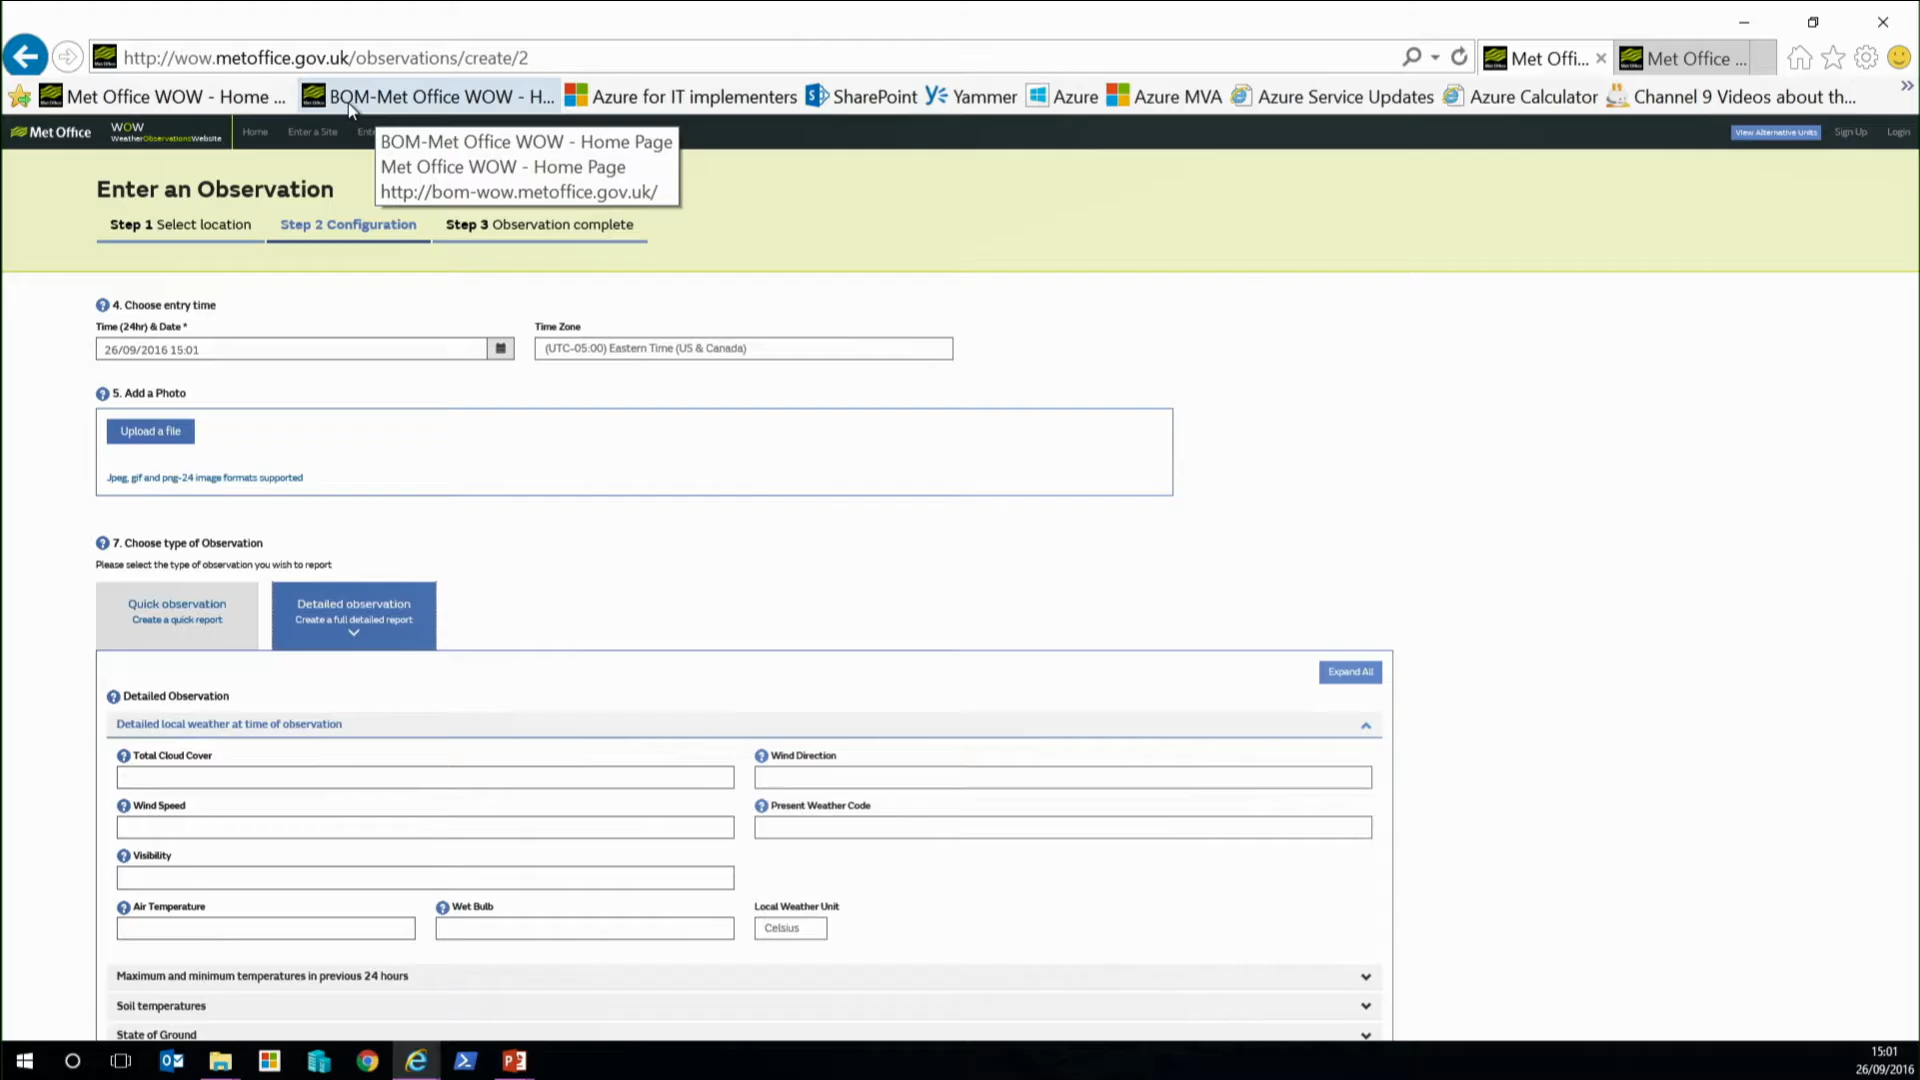 http://wow.metoffice.gov.uk/observations/create/2
Met Offi...
Met Office ...
Met Office WOW - Home ...
BOM-Met Office WOW - H...
Azure for IT implementers
SharePoint
Yammer
Azure
Azure MVA
Azure Service Updates
Azure Calculator
Channel 9 Videos about th...
Met Office
WOW
WeatherObservationsWebsite
Home
Enter a Site
View Alternative Units
Sign Up
Login
BOM-Met Office WOW - Home Page
Met Office WOW - Home Page
http://bom-wow.metoffice.gov.uk/
Enter an Observation
Step 1 Select location
Step 2 Configuration
Step 3 Observation complete
4. Choose entry time
Time (24hr) & Date *
Time Zone
26/09/2016 15:01
(UTC-05:00) Eastern Time (US & Canada)
5. Add a Photo
Upload a file
Jpeg, gif and png-24 image formats supported
7. Choose type of Observation
Please select the type of observation you wish to report
Quick observation
Create a quick report
Detailed observation
Create a full detailed report
Expand All
Detailed Observation
Detailed local weather at time of observation
Total Cloud Cover
Wind Direction
Wind Speed
Present Weather Code
Visibility
Air Temperature
Wet Bulb
Local Weather Unit
Celsius
Maximum and minimum temperatures in previous 24 hours
Soil temperatures
State of Ground
15:01
26/09/2016